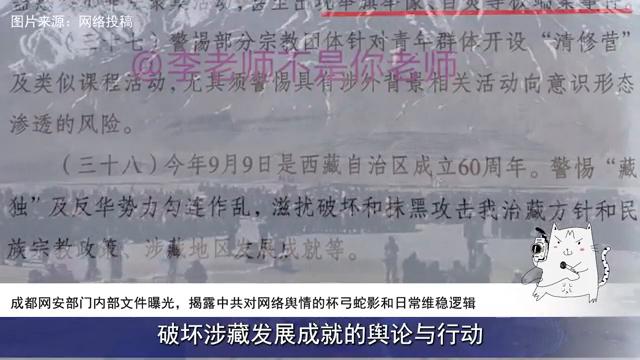 图片来源：网络投稿
（三十七）警惕部分宗教团体针对青年群体开设“清修营”
@李老师不是你老师
及类似课程活动，尤其须警惕具有涉外背景相关活动向意识形态
渗透的风险。
（三十八）今年9月9日是西藏自治区成立60周年。警惕“藏
独”及反华势力勾连作乱，滋扰破坏和抹黑攻击我治藏方针和民
族宗教政策、涉藏地区发展成就等。
成都网安部门内部文件曝光，揭露中共对网络舆情的杯弓蛇影和日常维稳逻辑
破坏涉藏发展成就的舆论与行动